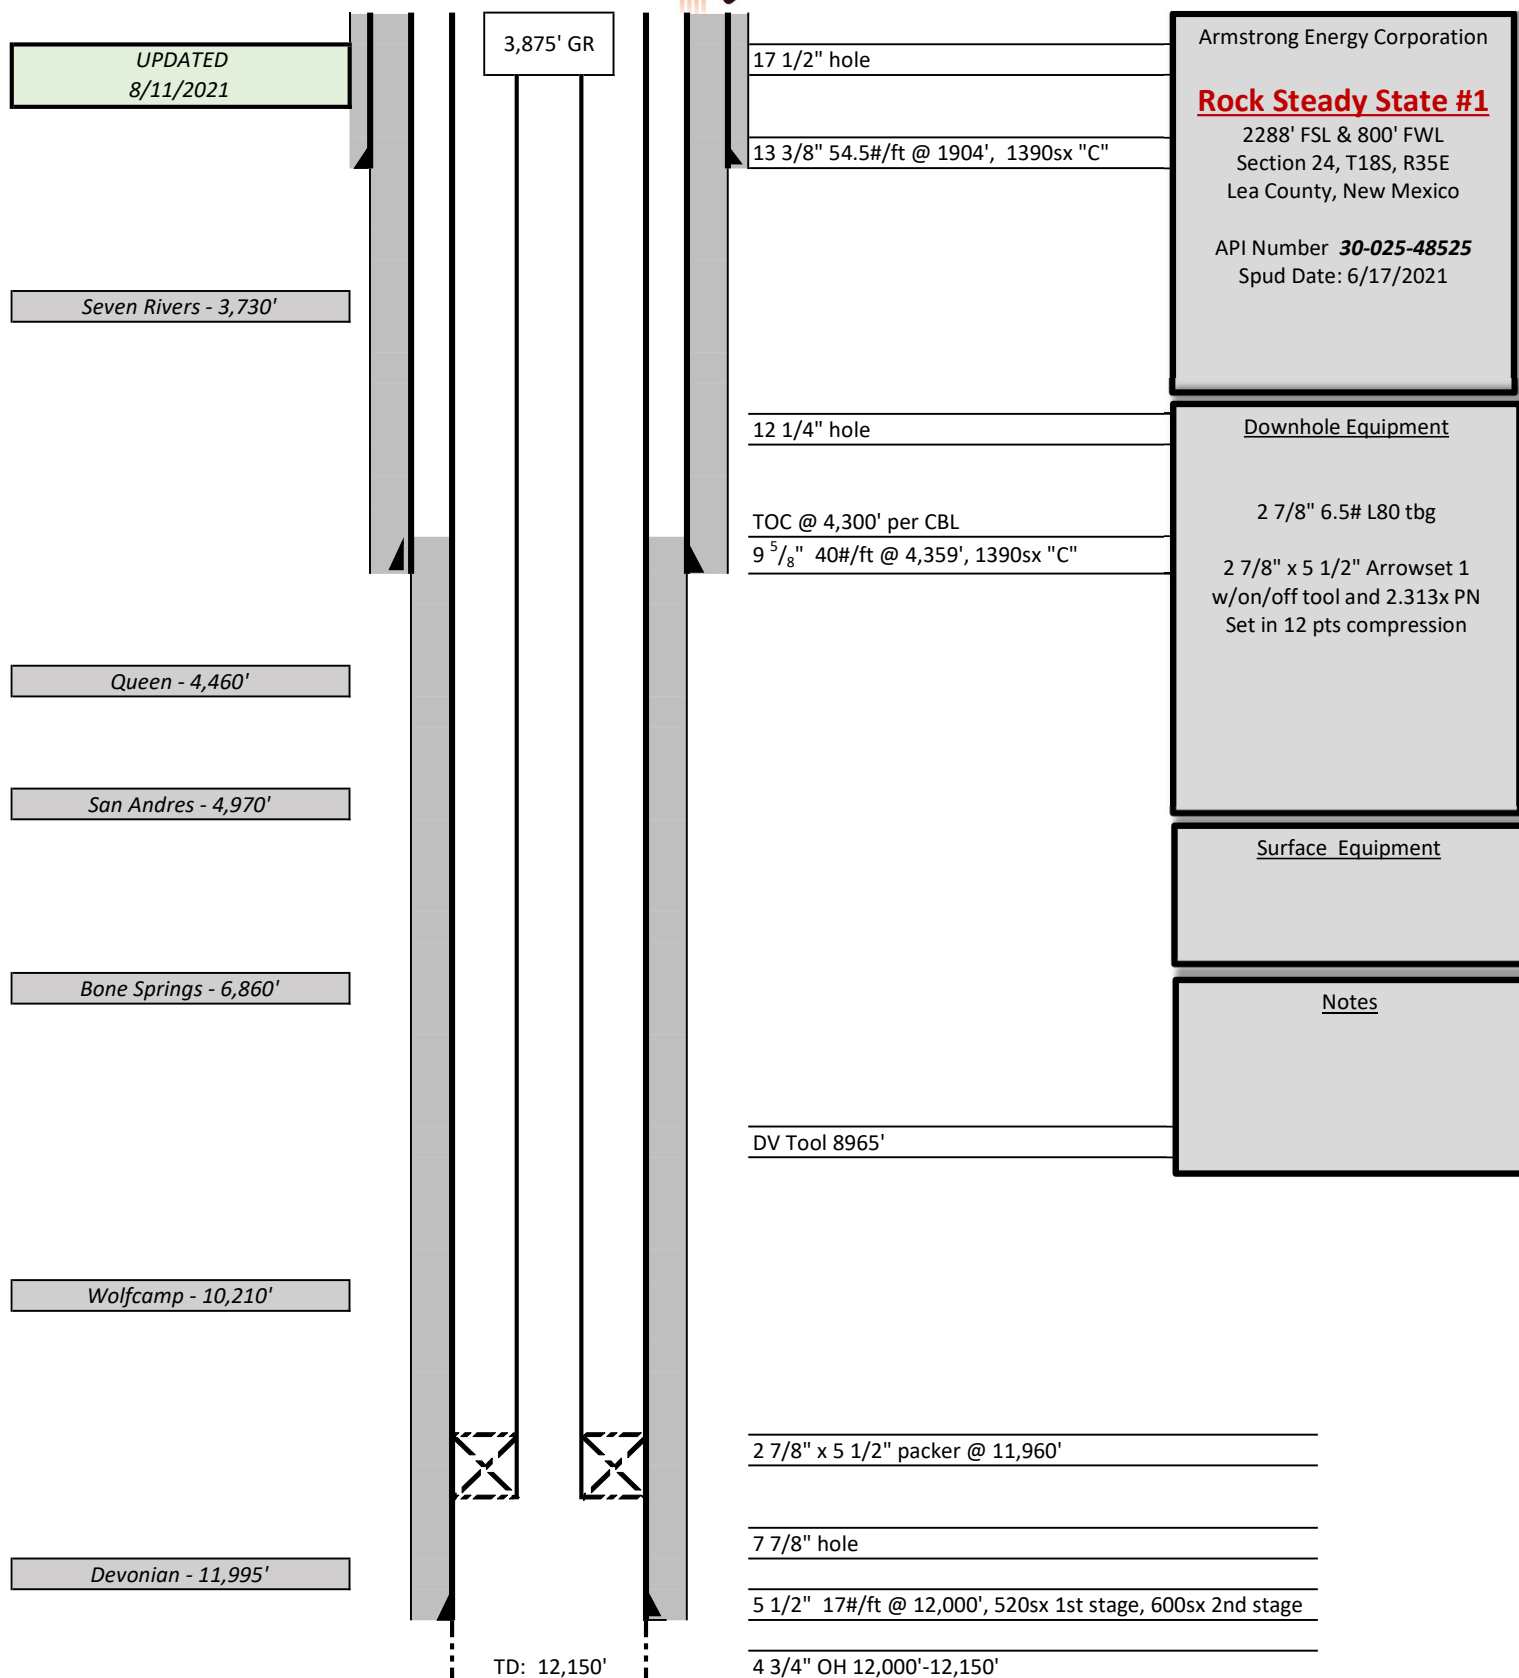 3,875' GR
UPDATED
8/11/2021
17 1/2" hole
13 3/8" 54.5#/ft @ 1904', 1390sx "C"
Armstrong Energy Corporation
Rock Steady State #1
2288' FSL & 800' FWL
Section 24, T18S, R35E
Lea County, New Mexico
API Number 30-025-48525
Spud Date: 6/17/2021
Seven Rivers - 3,730'
12 1/4" hole
TOC @ 4,300' per CBL
9 5/8" 40#/ft @ 4,359', 1390sx "C"
Downhole Equipment
2 7/8" 6.5# L80 tbg
2 7/8" x 5 1/2" Arrowset 1
w/on/off tool and 2.313x PN
Set in 12 pts compression
Queen - 4,460'
San Andres - 4,970'
Surface Equipment
Bone Springs - 6,860'
Notes
DV Tool 8965'
Wolfcamp - 10,210'
2 7/8" x 5 1/2" packer @ 11,960'
7 7/8" hole
Devonian - 11,995'
5 1/2" 17#/ft @ 12,000', 520sx 1st stage, 600sx 2nd stage
TD: 12,150'
4 3/4" OH 12,000'-12,150'